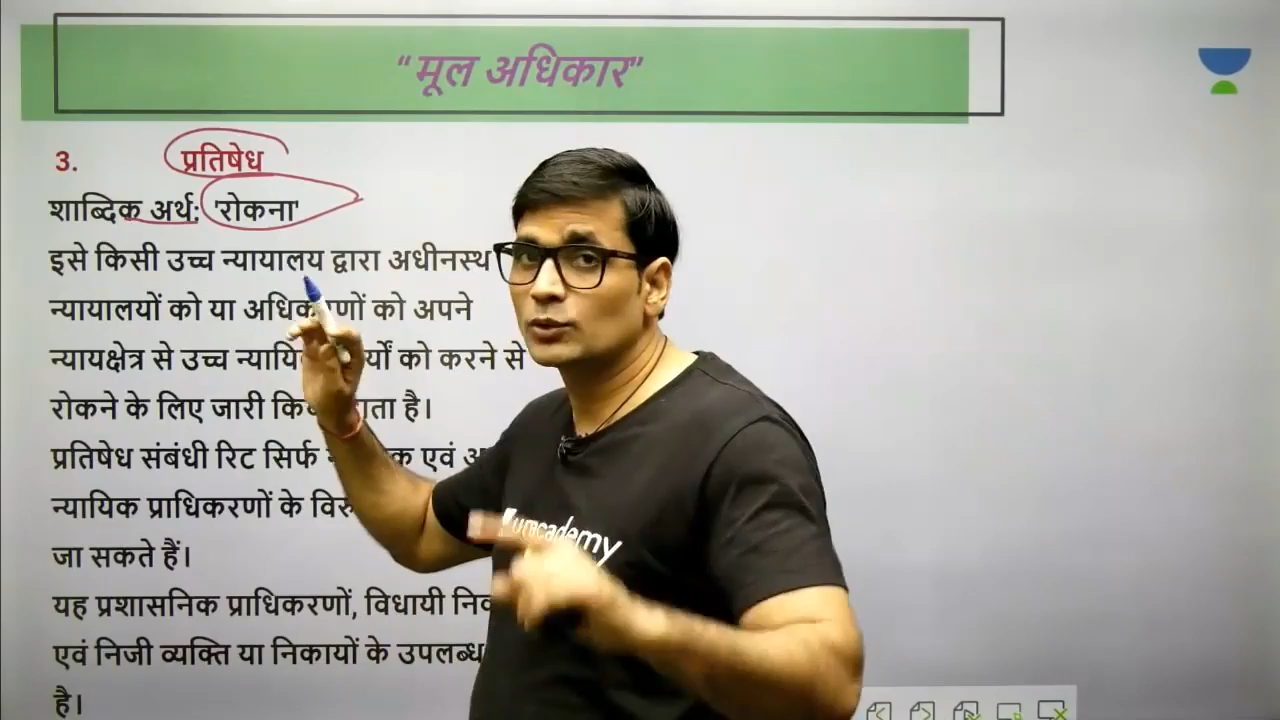 “मूल अधिकार”
3. प्रतिषेध
शाब्दिक अर्थ: 'रोकना'
इसे किसी उच्च न्यायालय द्वारा अधीनस्थ
न्यायालयों को या को अपने
न्यायक्षेत्र से उच्च को करने से
रोकने के लिए जारी है।
प्रतिषेध संबंधी रिट सिर्फ एवं
न्यायिक प्राधिकरणों के
जा सकते हैं।
यह प्रशासनिक प्राधिकरणों, विधायी
एवं निजी व्यक्ति या निकायों के उपलब्ध
है।
unacademy